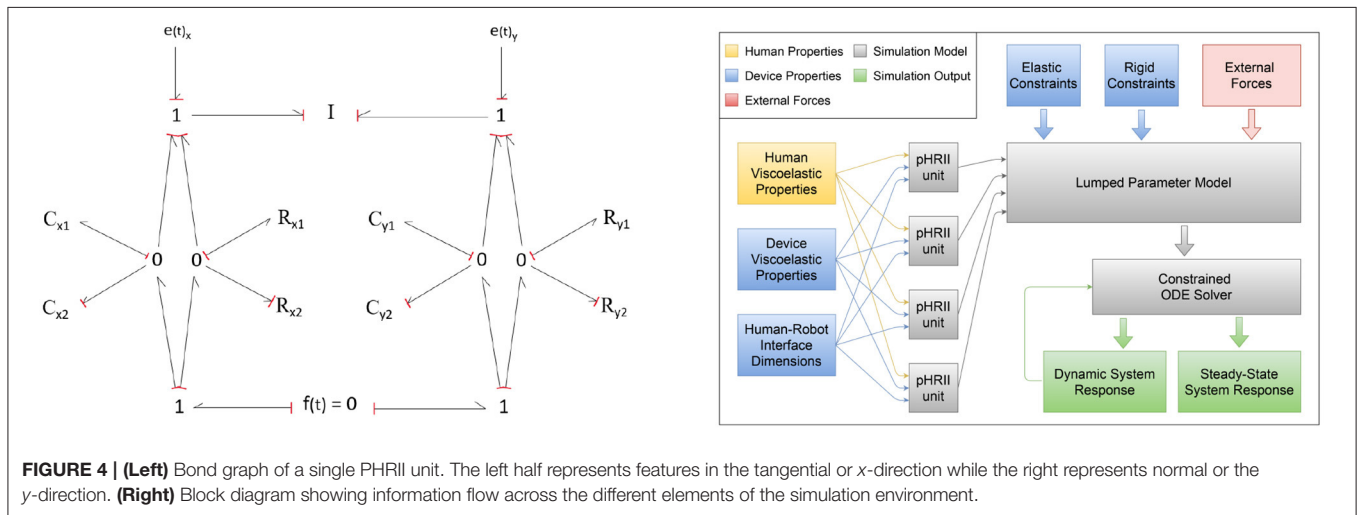 e(t)x
e(t)y
1
I
1
Cx1
Rx1
Cy1
Ry1
0
0
0
0
Cx2
Rx2
Cy2
Ry2
1
f(t) = 0
1
Human Properties
Simulation Model
Device Properties
Simulation Output
External Forces
Elastic
Constraints
Rigid
Constraints
External
Forces
Human
Viscoelastic
Properties
Device
Viscoelastic
Properties
Human-Robot
Interface
Dimensions
pHRII
unit
pHRII
unit
pHRII
unit
pHRII
unit
Lumped Parameter Model
Constrained
ODE Solver
Dynamic System
Response
Steady-State
System Response
FIGURE 4 | (Left) Bond graph of a single PHRII unit. The left half represents features in the tangential or x-direction while the right represents normal or the
y-direction. (Right) Block diagram showing information flow across the different elements of the simulation environment.